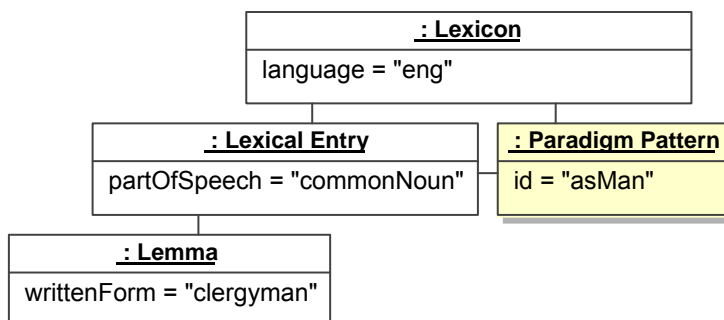 : Lexicon
language = "eng"
: Lexical Entry
partOfSpeech = "commonNoun"
: Paradigm Pattern
id = "asMan"
: Lemma
writtenForm = "clergyman"